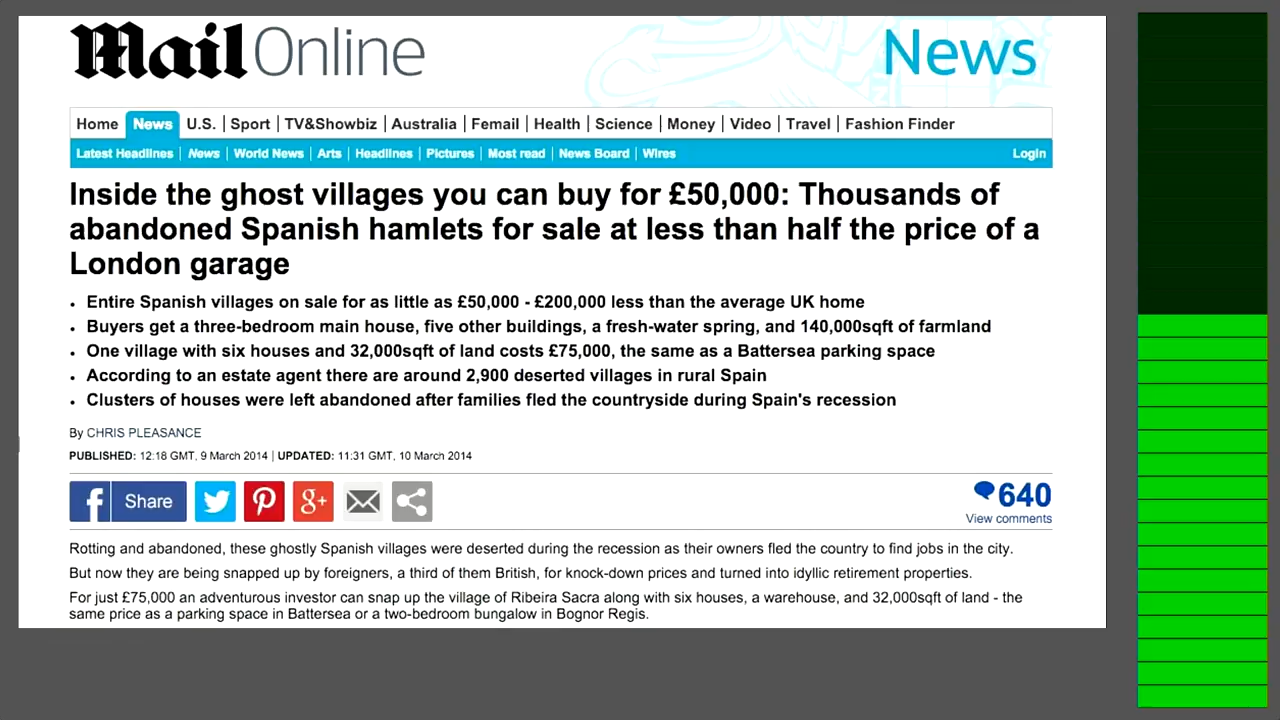 Mail Online
News
Home News U.S. Sport TV&Showbiz Australia Femail Health Science Money Video Travel Fashion Finder
Latest Headlines News World News Arts Headlines Pictures Most read News Board Wires Login
Inside the ghost villages you can buy for £50,000: Thousands of
abandoned Spanish hamlets for sale at less than half the price of a
London garage
• Entire Spanish villages on sale for as little as £50,000 - £200,000 less than the average UK home
• Buyers get a three-bedroom main house, five other buildings, a fresh-water spring, and 140,000sqft of farmland
• One village with six houses and 32,000sqft of land costs £75,000, the same as a Battersea parking space
• According to an estate agent there are around 2,900 deserted villages in rural Spain
• Clusters of houses were left abandoned after families fled the countryside during Spain's recession
By CHRIS PLEASANCE
PUBLISHED: 12:18 GMT, 9 March 2014 | UPDATED: 11:31 GMT, 10 March 2014
f Share
g+
640
View comments
Rotting and abandoned, these ghostly Spanish villages were deserted during the recession as their owners fled the country to find jobs in the city.
But now they are being snapped up by foreigners, a third of them British, for knock-down prices and turned into idyllic retirement properties.
For just £75,000 an adventurous investor can snap up the village of Ribeira Sacra along with six houses, a warehouse, and 32,000sqft of land - the
same price as a parking space in Battersea or a two-bedroom bungalow in Bognor Regis.